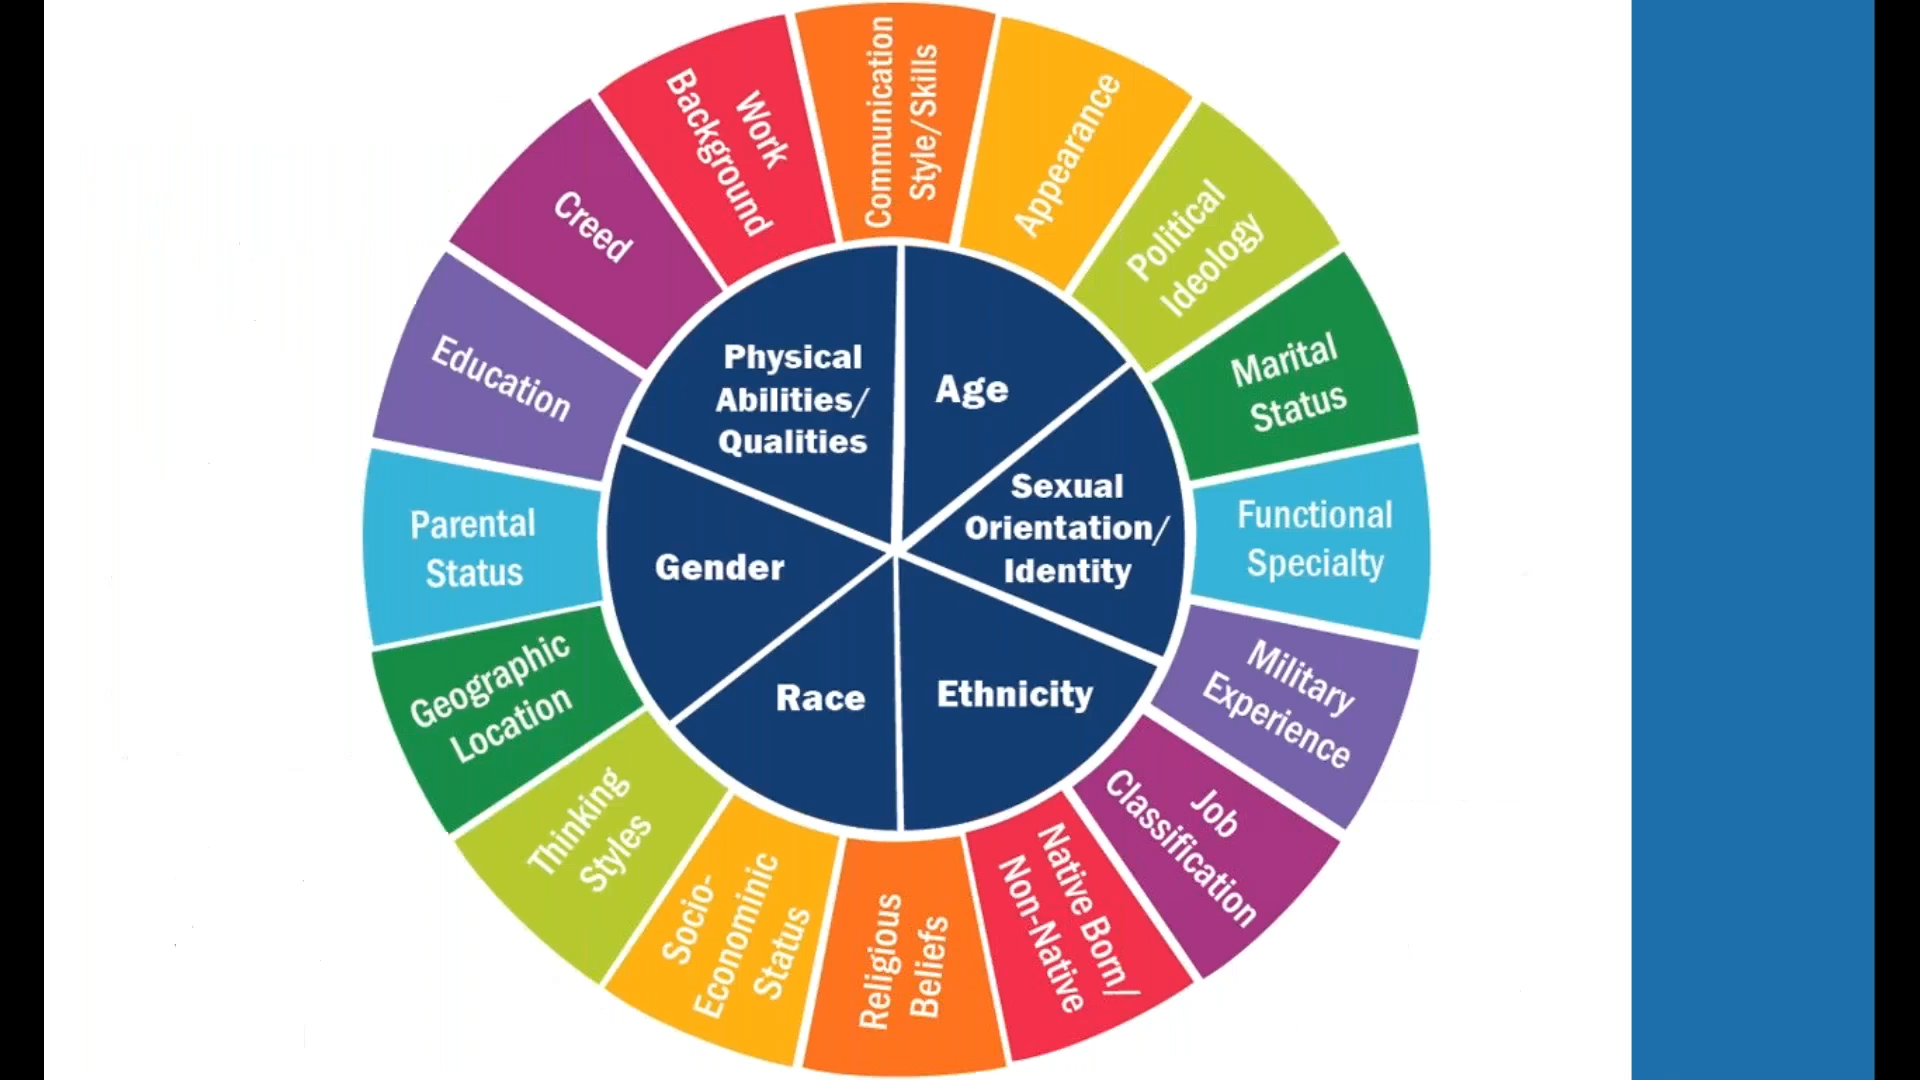 Communication
Style/Skills
Appearance
Political
Ideology
Marital
Status
Functional
Specialty
Military
Experience
Job
Classification
Native Born/
Non-Native
Religious
Beliefs
Socio-
Econominic
Status
Thinking
Styles
Geographic
Location
Parental
Status
Education
Creed
Work
Background
Physical
Abilities/
Qualities
Age
Sexual
Orientation/
Identity
Ethnicity
Race
Gender